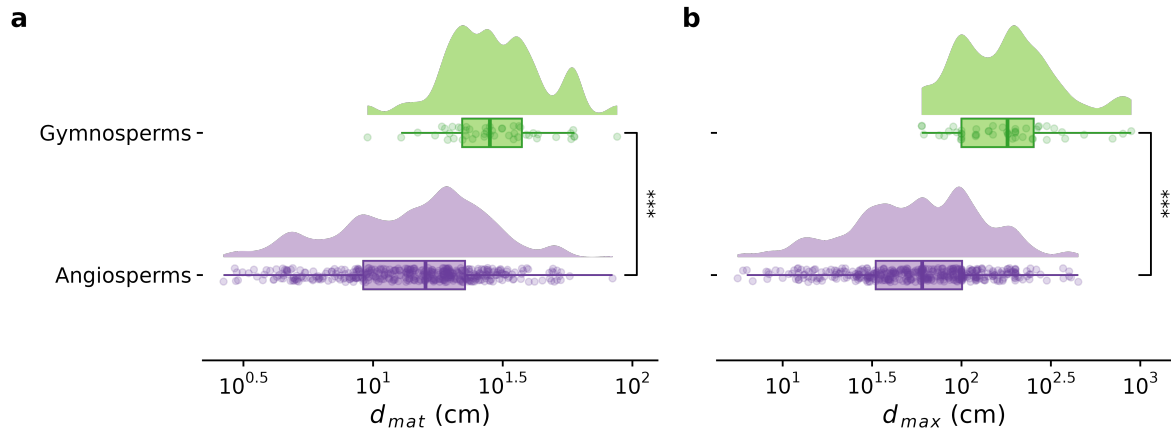 a
b
Gymnosperms
Angiosperms
***
***
10^0.5
10^1
10^1.5
10^2
10^1
10^1.5
10^2
10^2.5
10^3
d_mat (cm)
d_max (cm)